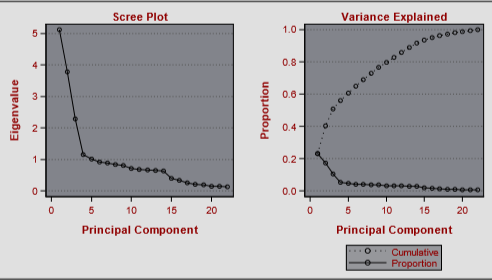 Scree Plot
Eigenvalue
5
4
3
2
1
0
0 5 10 15 20
Principal Component
Variance Explained
Proportion
1.0
0.8
0.6
0.4
0.2
0.0
0 5 10 15 20
Principal Component
Cumulative
Proportion